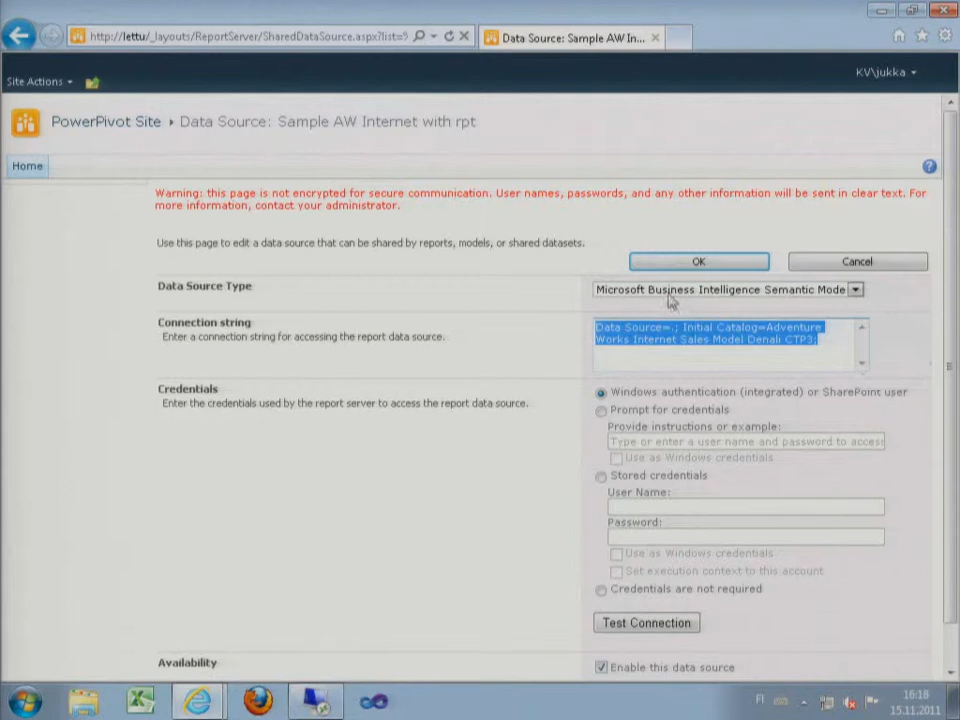 http://lettu/_layouts/ReportServer/SharedDataSource.aspx?list=9
Data Source: Sample AW In...
Site Actions
KV\jukka
PowerPivot Site ▸ Data Source: Sample AW Internet with rpt
Home
Warning: this page is not encrypted for secure communication. User names, passwords, and any other information will be sent in clear text. For
more information, contact your administrator.
Use this page to edit a data source that can be shared by reports, models, or shared datasets.
OK
Cancel
Data Source Type
Microsoft Business Intelligence Semantic Mode
Connection string
Enter a connection string for accessing the report data source.
Data Source=.; Initial Catalog=Adventure
Works Internet Sales Model Denali CTP3;
Credentials
Enter the credentials used by the report server to access the report data source.
Windows authentication (integrated) or SharePoint user
Prompt for credentials
Provide instructions or example:
Type or enter a user name and password to acces
Use as Windows credentials
Stored credentials
User Name:
Password:
Use as Windows credentials
Set execution context to this account
Credentials are not required
Test Connection
Availability
Enable this data source
FI
16:18
15.11.2011